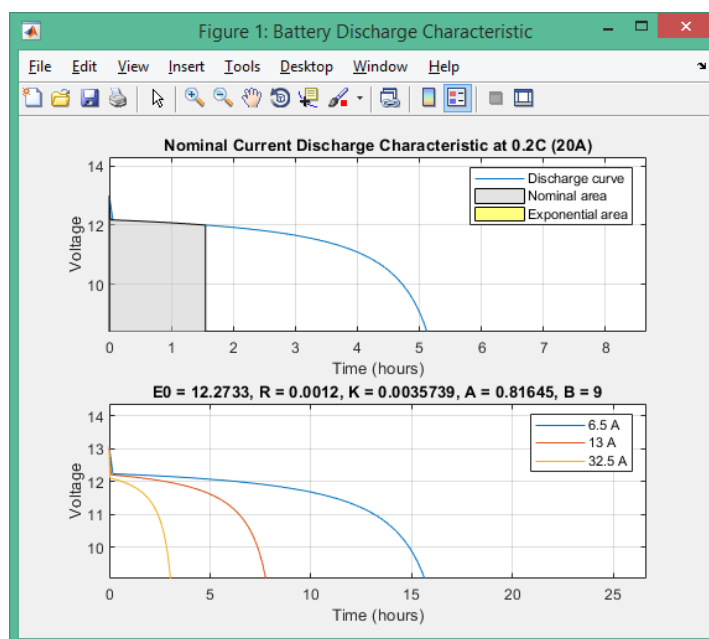 Figure 1: Battery Discharge Characteristic
File Edit View Insert Tools Desktop Window Help
Nominal Current Discharge Characteristic at 0.2C (20A)
14
12
10
Voltage
Discharge curve
Nominal area
Exponential area
0 1 2 3 4 5 6 7 8
Time (hours)
E0 = 12.2733, R = 0.0012, K = 0.0035739, A = 0.81645, B = 9
14
13
12
11
10
Voltage
6.5 A
13 A
32.5 A
0 5 10 15 20 25
Time (hours)